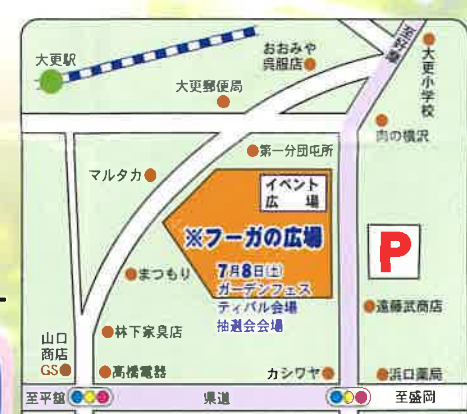 大更駅
おおみや
呉服店
至好摩
大更小学校
大更郵便局
肉の横沢
第一分団屯所
マルタカ
イベント
広場
※フーガの広場
P
7月8日(土)
ガーデンフェス
ティバル会場
抽選会会場
まつもり
遠藤武商店
林下家具店
山口
商店
GS
高橋電器
カシワヤ
浜口薬局
至平舘
県道
至盛岡